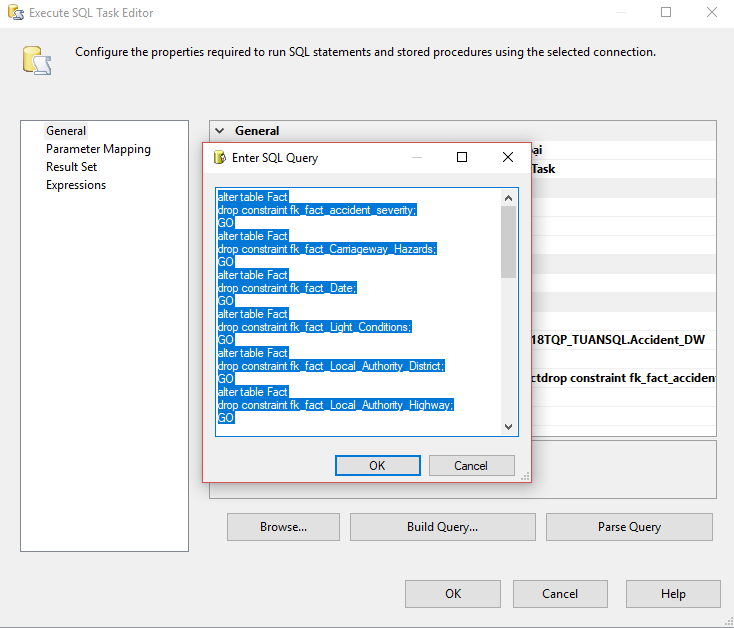 Execute SQL Task Editor
Configure the properties required to run SQL statements and stored procedures using the selected connection.
General
Parameter Mapping
Result Set
Expressions
General
ại
Task
18TQP_TUANSQL.Accident_DW
ctdrop constraint fk_fact_acciden
Enter SQL Query
alter table Fact
drop constraint fk_fact_accident_severity;
GO
alter table Fact
drop constraint fk_fact_Carriageway_Hazards;
GO
alter table Fact
drop constraint fk_fact_Date;
GO
alter table Fact
drop constraint fk_fact_Light_Conditions;
GO
alter table Fact
drop constraint fk_fact_Local_Authority_District;
GO
alter table Fact
drop constraint fk_fact_Local_Authority_Highway;
GO
OK Cancel
Browse... Build Query... Parse Query
OK Cancel Help